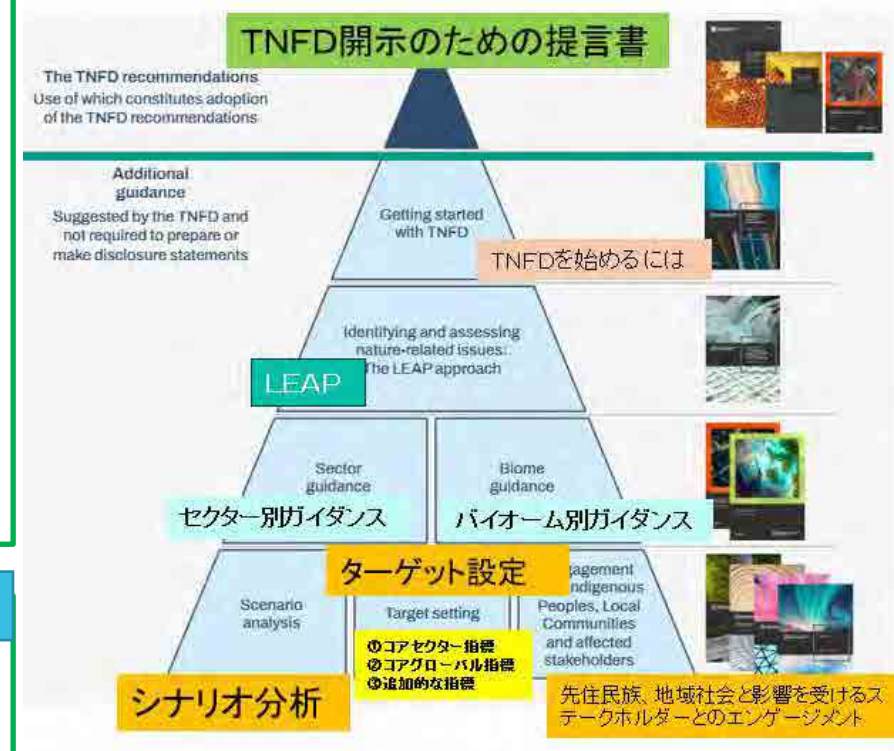 TNFD開示のための提言書
The TNFD recommendations
Use of which constitutes adoption
of the TNFD recommendations
Additional
guidance
Suggested by the TNFD and
not required to prepare or
make disclosure statements
Getting started
with TNFD
TNFDを始めるには
Identifying and assessing
nature-related issues:
The LEAP approach
LEAP
Sector
guidance
Biome
guidance
セクター別ガイダンス
バイオーム別ガイダンス
ターゲット設定
Scenario
analysis
Target setting
Peoples, Local
Communities
and affected
stakeholders
①コアセクター指標
②コアグローバル指標
③追加的な指標
シナリオ分析
先住民族、地域社会と影響を受けるス
テークホルダーとのエンゲージメント